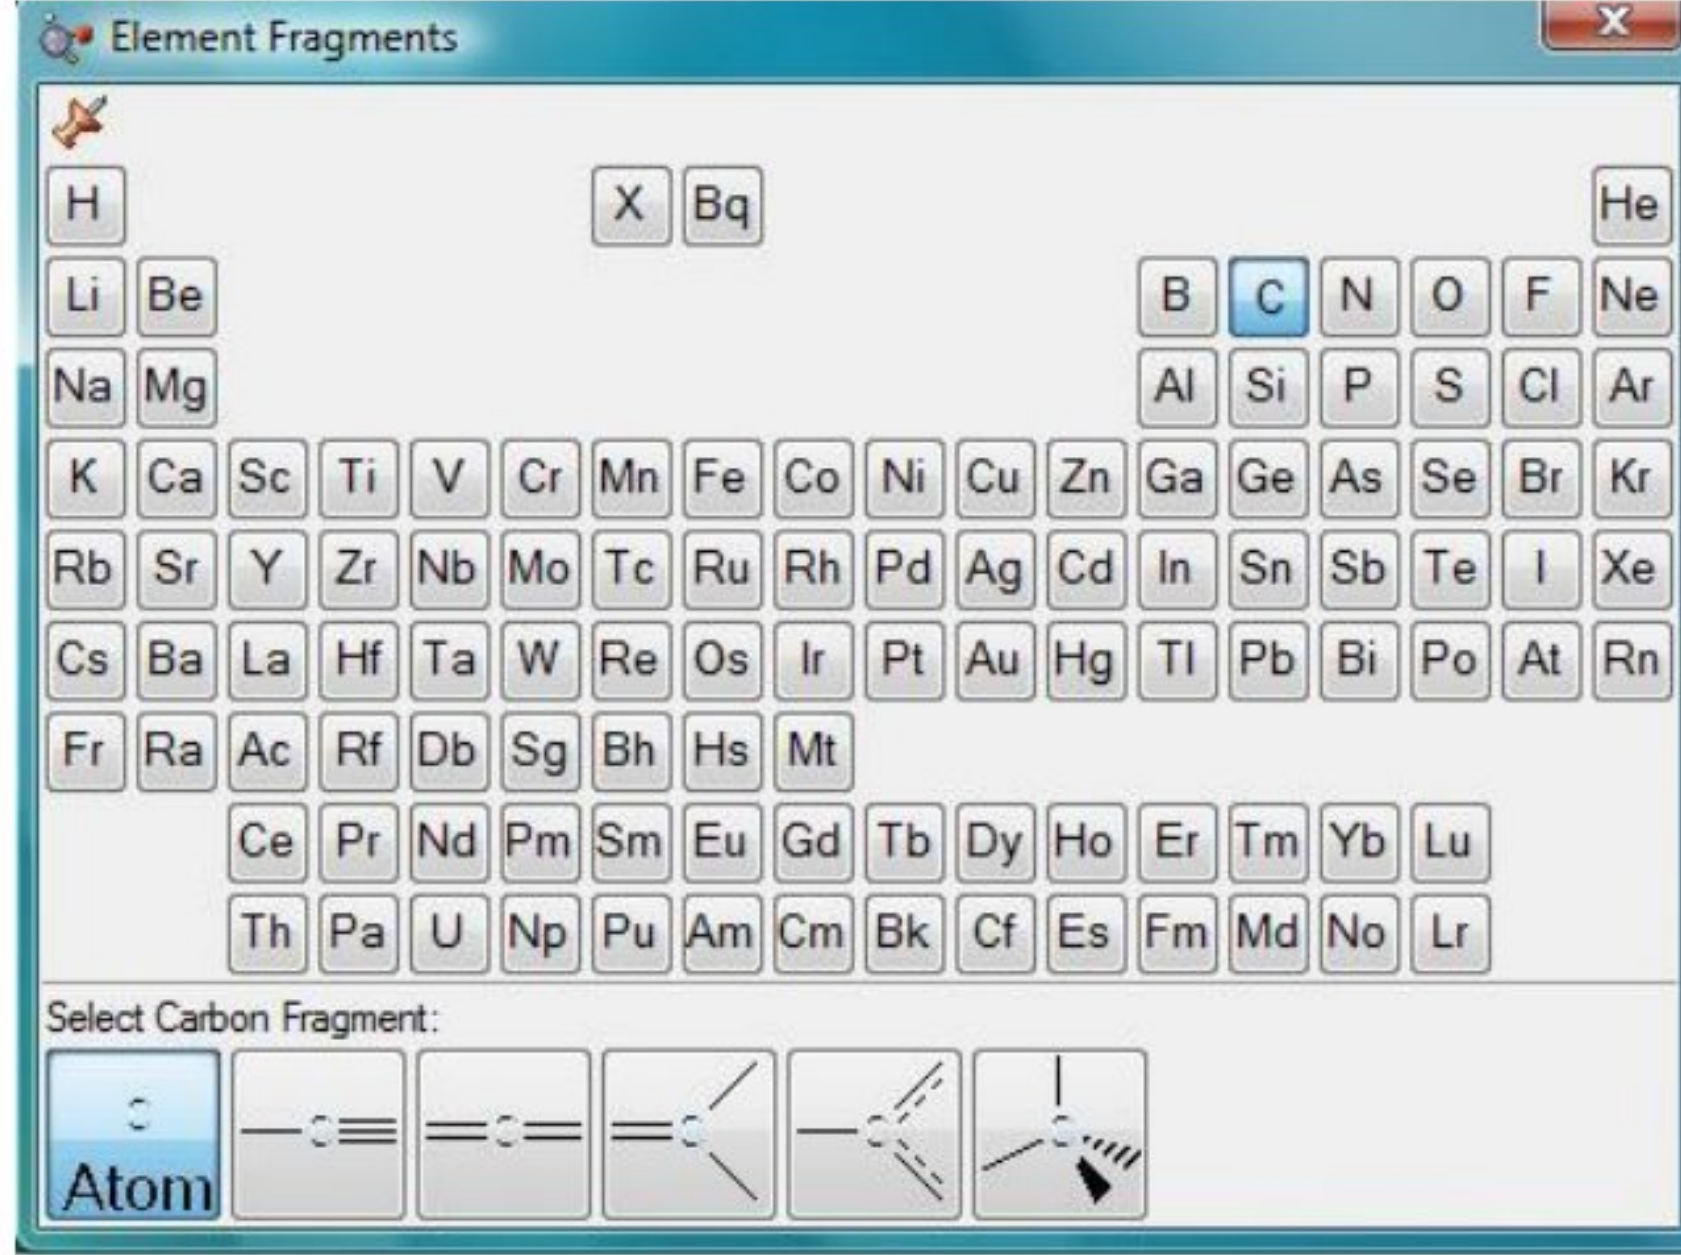 Element Fragments
x
H X Bq He
Li Be B C N O F Ne
Na Mg Al Si P S Cl Ar
K Ca Sc Ti V Cr Mn Fe Co Ni Cu Zn Ga Ge As Se Br Kr
Rb Sr Y Zr Nb Mo Tc Ru Rh Pd Ag Cd In Sn Sb Te I Xe
Cs Ba La Hf Ta W Re Os Ir Pt Au Hg Tl Pb Bi Po At Rn
Fr Ra Ac Rf Db Sg Bh Hs Mt
Ce Pr Nd Pm Sm Eu Gd Tb Dy Ho Er Tm Yb Lu
Th Pa U Np Pu Am Cm Bk Cf Es Fm Md No Lr
Select Carbon Fragment:
C C C C C C
Atom